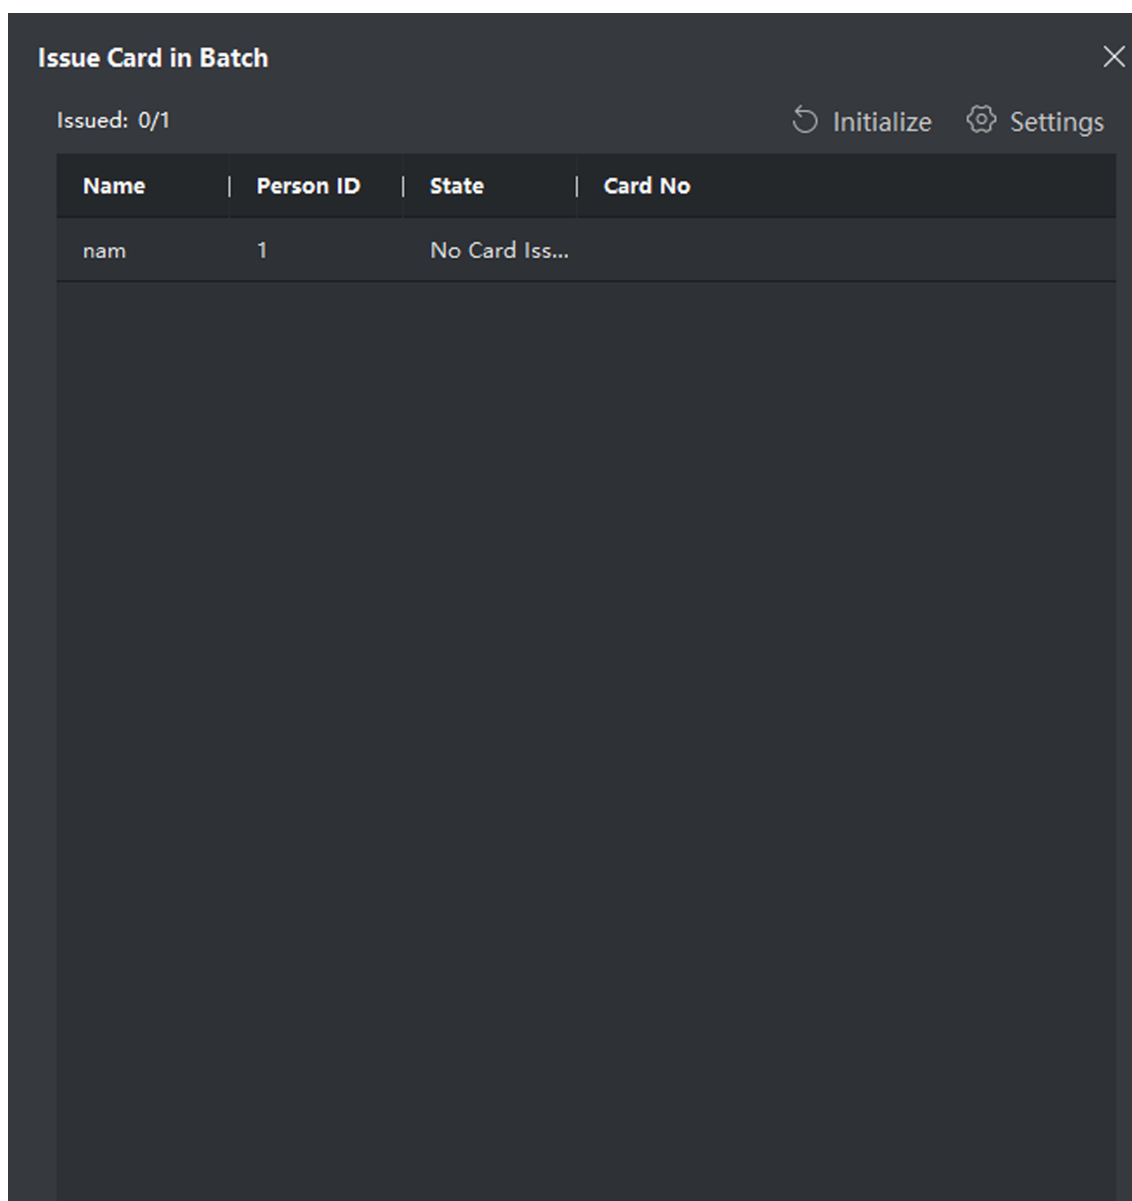 Issue Card in Batch
Issued: 0/1 Initialize Settings
Name | Person ID | State | Card No
nam 1 No Card Iss...